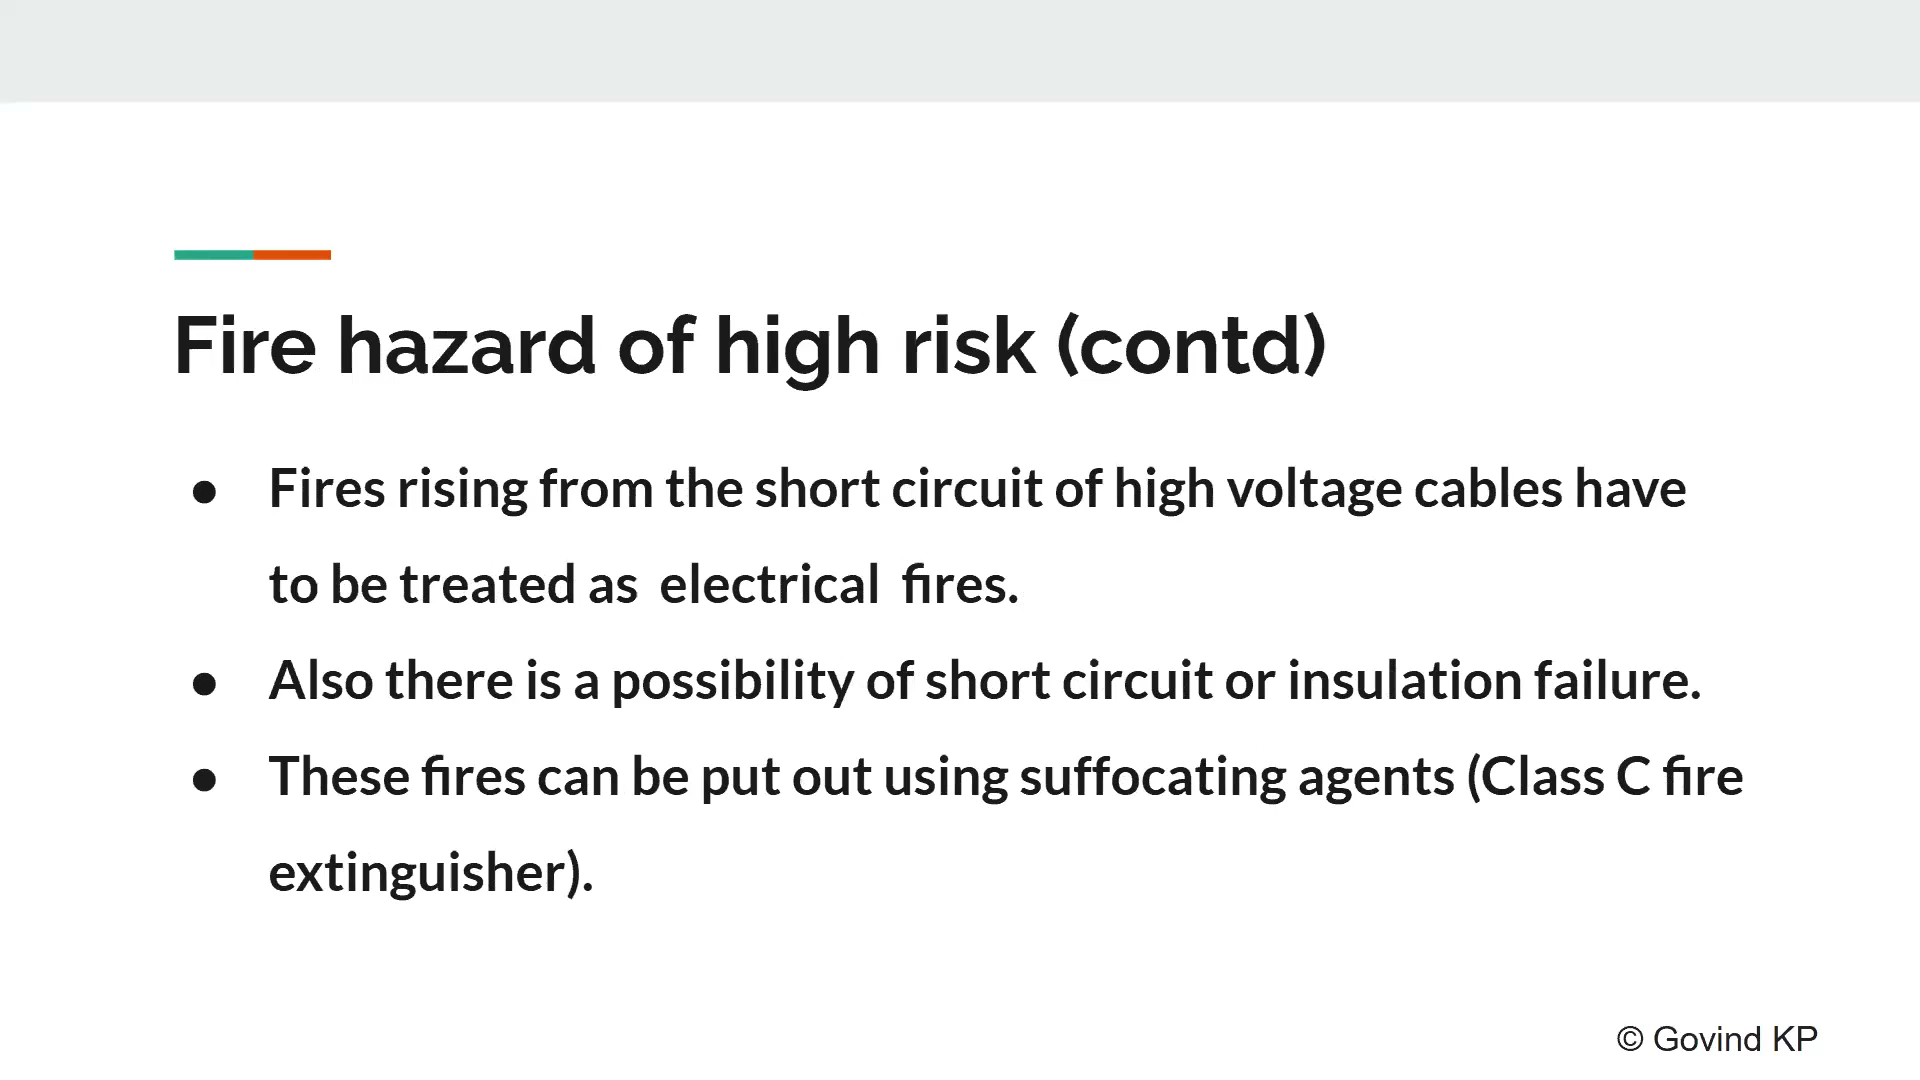 Fire hazard of high risk (contd)
● Fires rising from the short circuit of high voltage cables have
to be treated as  electrical  fires.
● Also there is a possibility of short circuit or insulation failure.
● These fires can be put out using suffocating agents (Class C fire
extinguisher).
© Govind KP